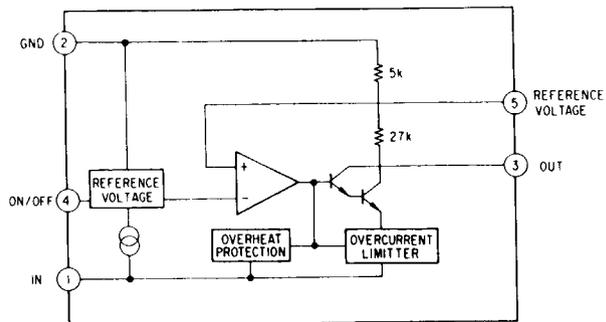 GND 2
5k
5 REFERENCE
VOLTAGE
27k
3 OUT
+
REFERENCE
VOLTAGE
ON/OFF 4
-
OVERHEAT
PROTECTION
OVERCURRENT
LIMITTER
IN 1